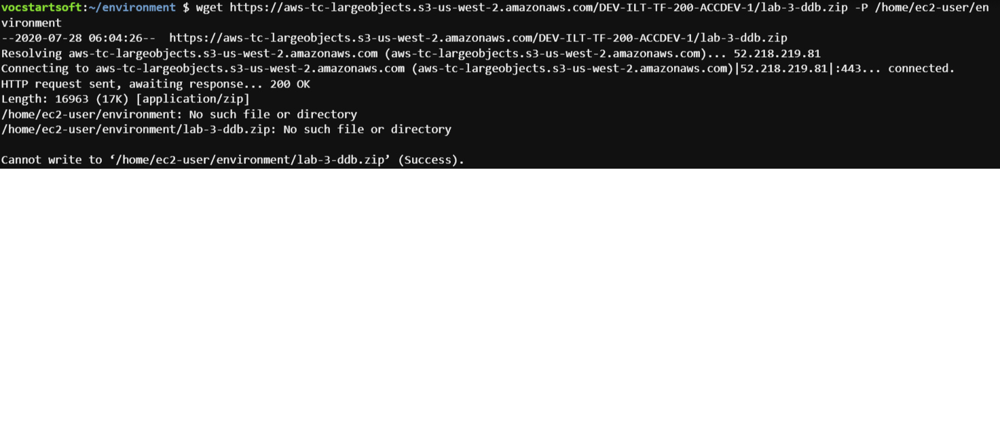 vocstartsoft:~/environment $ wget https://aws-tc-largeobjects.s3-us-west-2.amazonaws.com/DEV-ILT-TF-200-ACCDEV-1/lab-3-ddb.zip -P /home/ec2-user/en
vironment
--2020-07-28 06:04:26--  https://aws-tc-largeobjects.s3-us-west-2.amazonaws.com/DEV-ILT-TF-200-ACCDEV-1/lab-3-ddb.zip
Resolving aws-tc-largeobjects.s3-us-west-2.amazonaws.com (aws-tc-largeobjects.s3-us-west-2.amazonaws.com)... 52.218.219.81
Connecting to aws-tc-largeobjects.s3-us-west-2.amazonaws.com (aws-tc-largeobjects.s3-us-west-2.amazonaws.com)|52.218.219.81|:443... connected.
HTTP request sent, awaiting response... 200 OK
Length: 16963 (17K) [application/zip]
/home/ec2-user/environment: No such file or directory
/home/ec2-user/environment/lab-3-ddb.zip: No such file or directory

Cannot write to ‘/home/ec2-user/environment/lab-3-ddb.zip’ (Success).